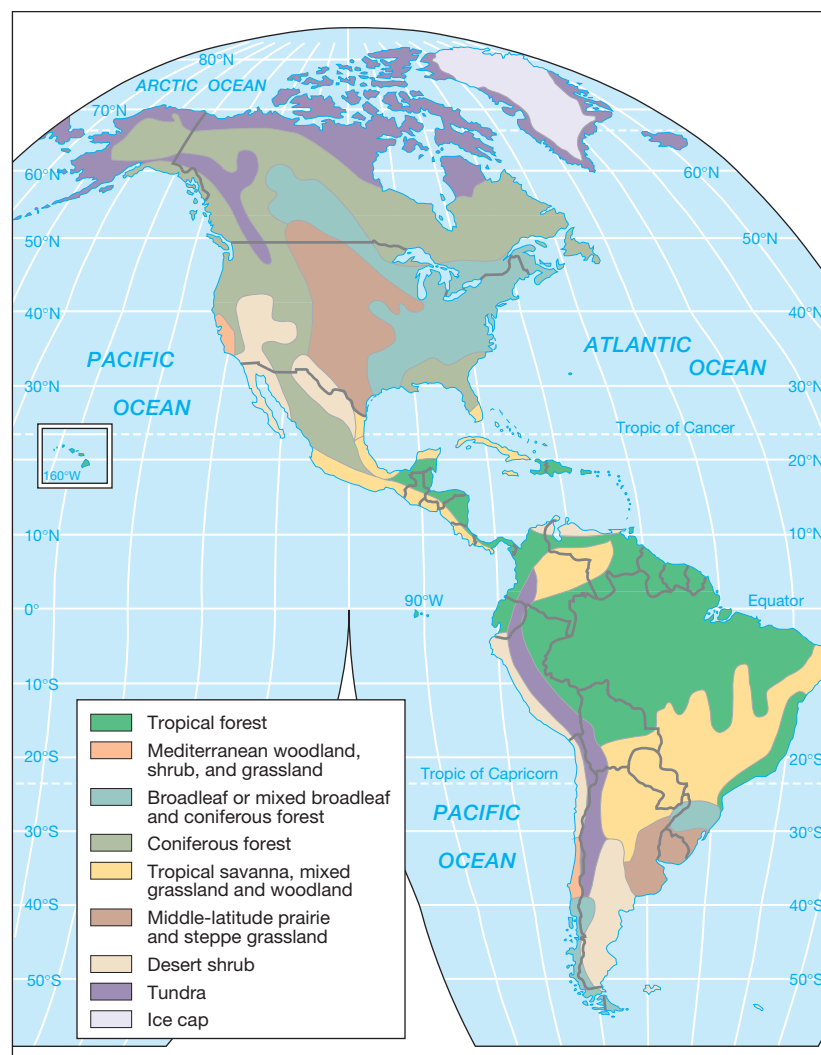 80°N
ARCTIC OCEAN
70°N
60°N
60°N
50°N
50°N
40°N
40°N
PACIFIC
OCEAN
ATLANTIC
OCEAN
30°N
30°N
Tropic of Cancer
160°W
20°N
20°N
10°N
10°N
90°W
0°
Equator
10°S
10°S
20°S
20°S
Tropic of Capricorn
PACIFIC
OCEAN
30°S
30°S
40°S
40°S
50°S
50°S
Tropical forest
Mediterranean woodland,
shrub, and grassland
Broadleaf or mixed broadleaf
and coniferous forest
Coniferous forest
Tropical savanna, mixed
grassland and woodland
Middle-latitude prairie
and steppe grassland
Desert shrub
Tundra
Ice cap